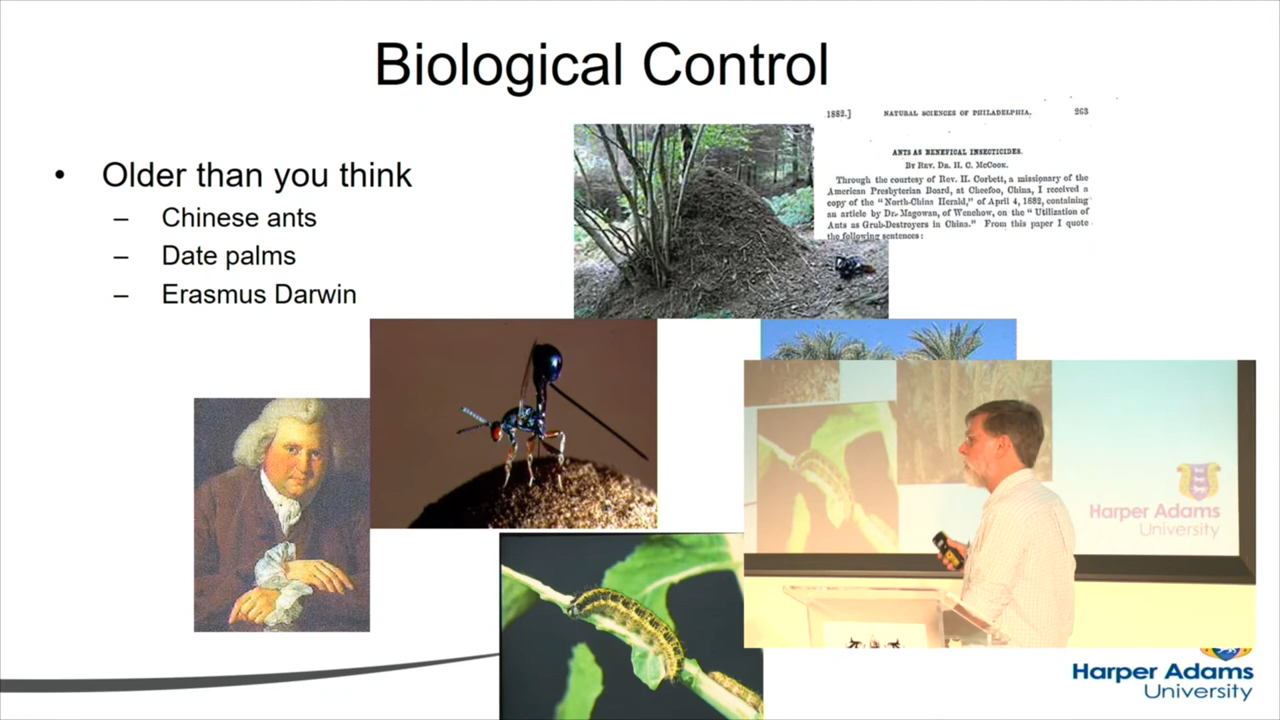 Biological Control
• Older than you think
– Chinese ants
– Date palms
– Erasmus Darwin
1882.] NATURAL SCIENCES OF PHILADELPHIA. 263
ANTS AS BENEFICAL INSECTICIDES.
BY REV. DR. H. C. MCCOOK.
Through the courtesy of Rev. H. Corbett, a missionary of the
American Presbyterian Board, at Cheefoo, China, I received a
copy of the “North-China Herald,” of April 4, 1882, containing
an article by Dr. Magowan, of Wenchow, on the “Utilization of
Ants as Grub-Destroyers in China.” From this paper I quote
the following sentences:
Harper Adams
University
Harper Adams
University